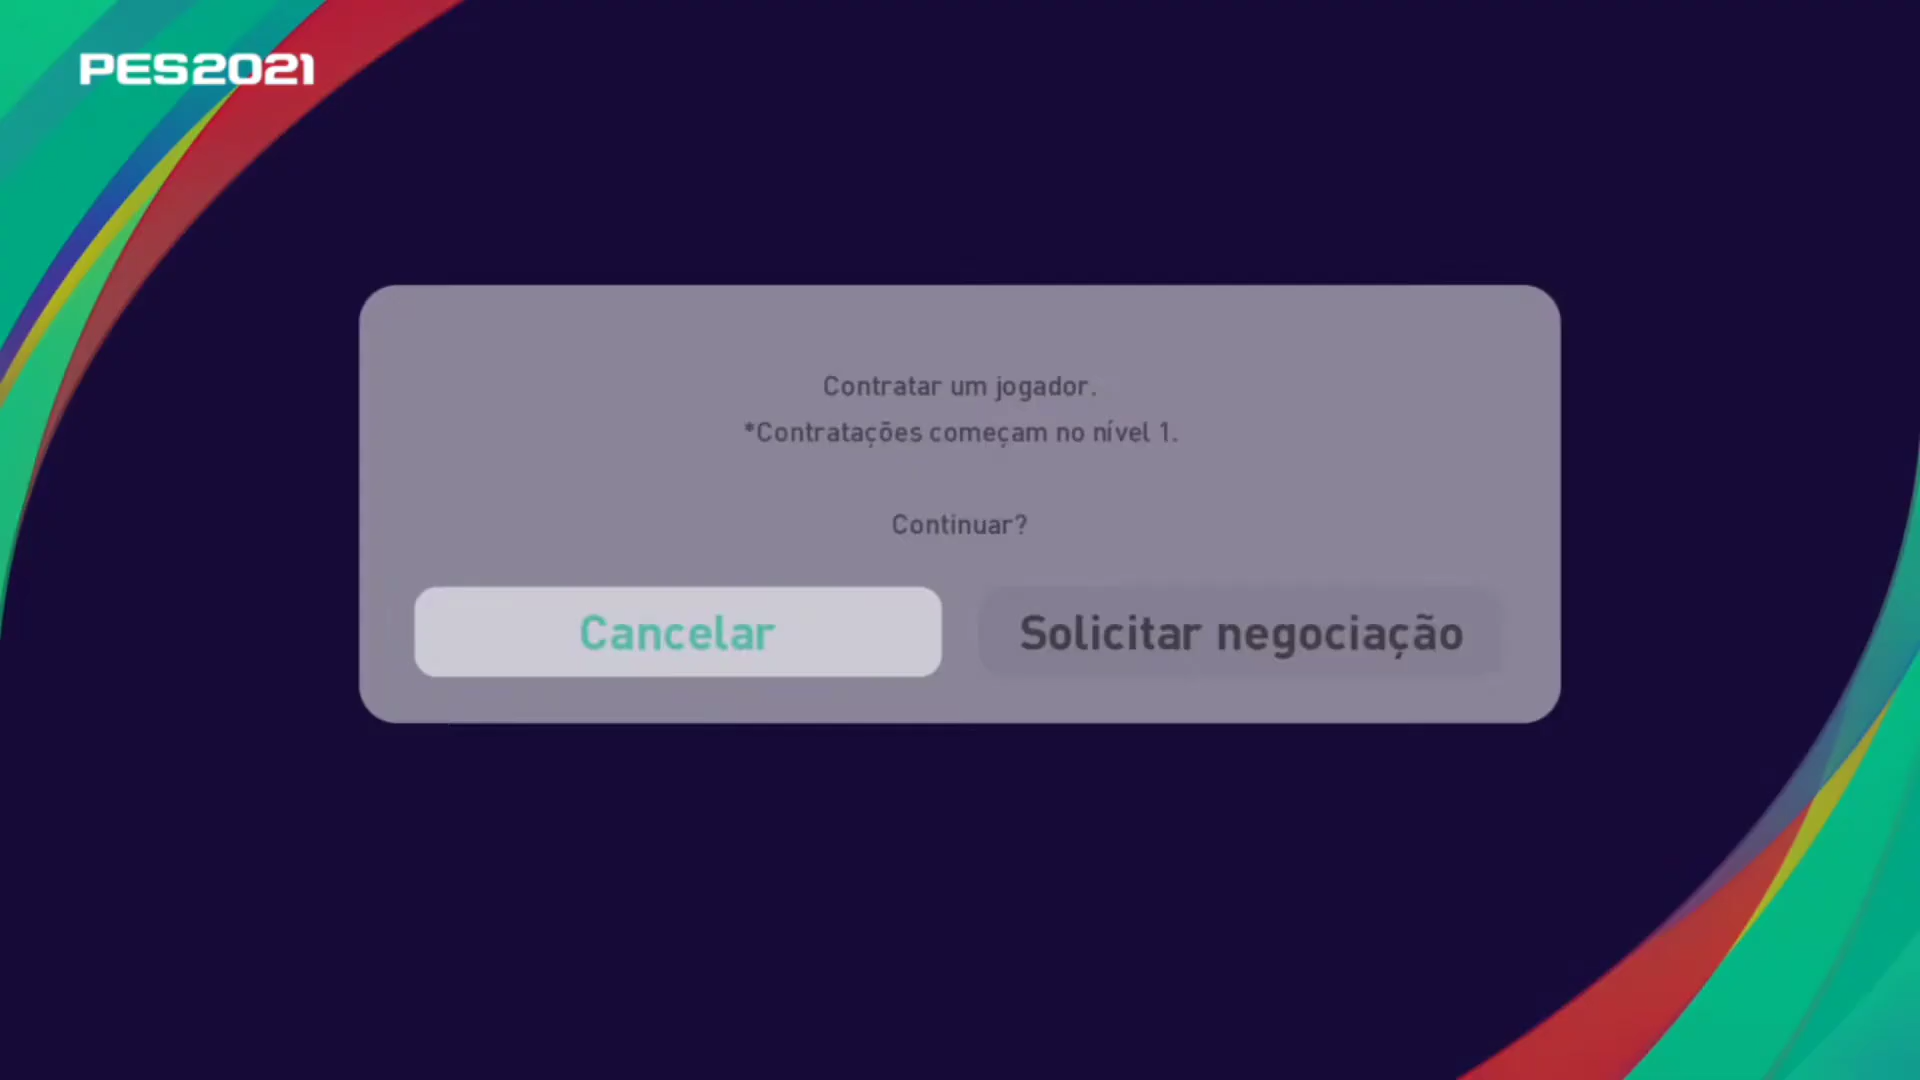 PES2021
Contratar um jogador.
*Contratações começam no nível 1.
Continuar?
Cancelar
Solicitar negociação